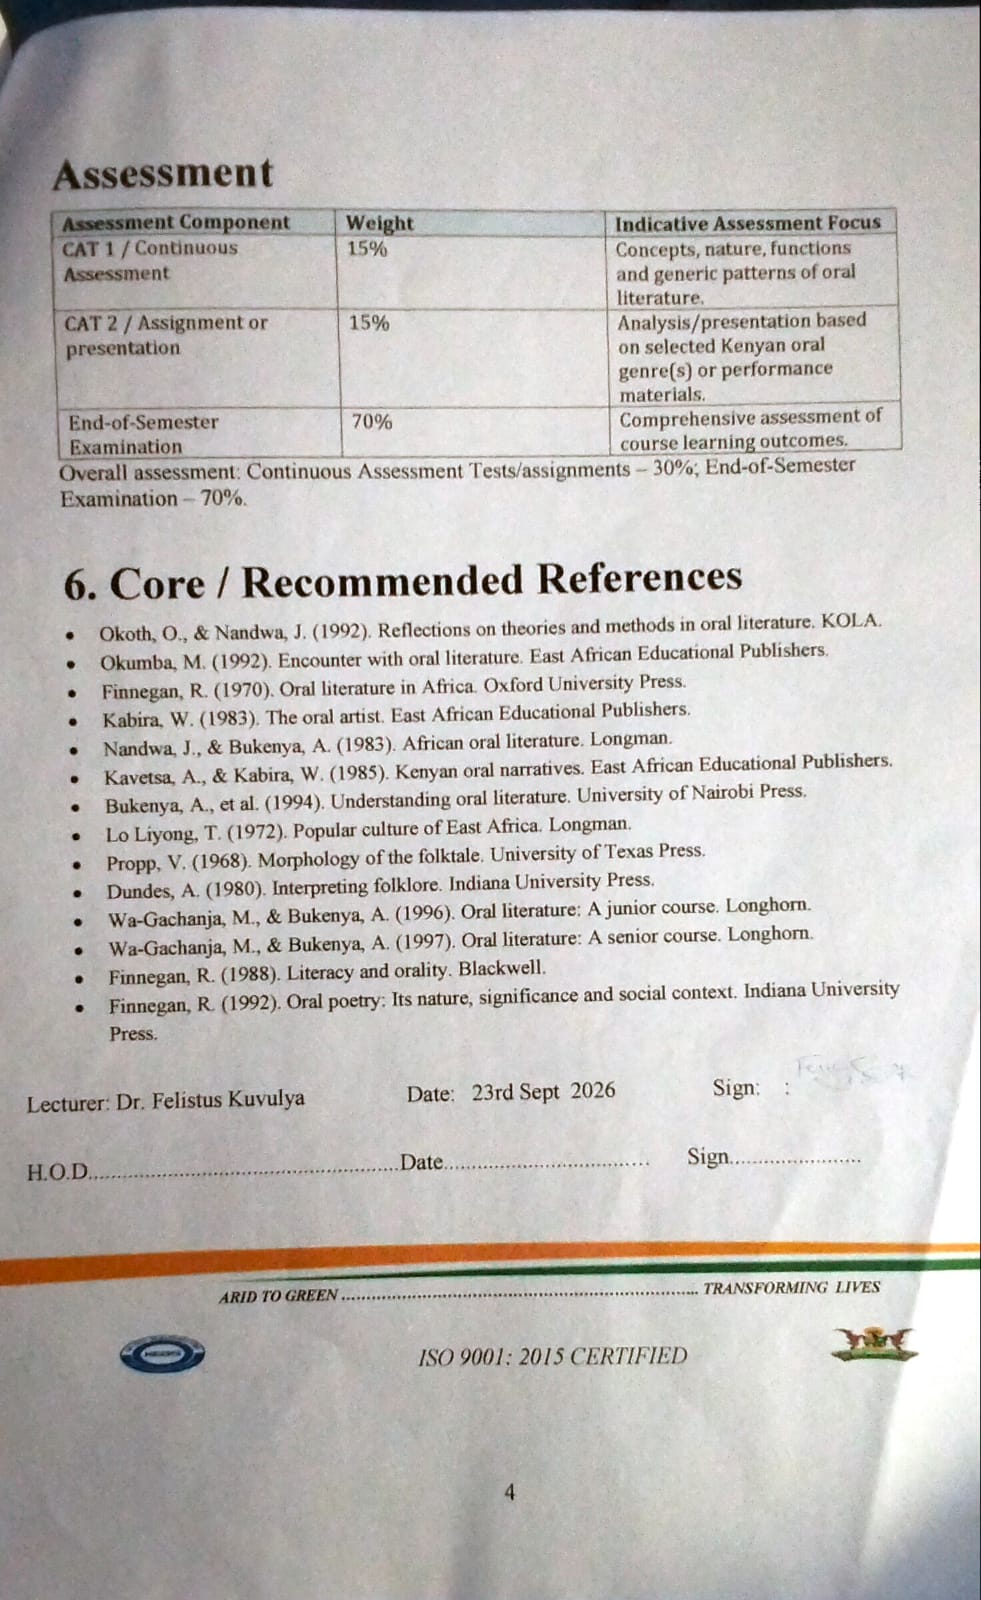 Assessment
Assessment Component Weight Indicative Assessment Focus
CAT 1 / Continuous 15% Concepts, nature, functions
Assessment and generic patterns of oral
literature.
CAT 2 / Assignment or 15% Analysis/presentation based
presentation on selected Kenyan oral
genre(s) or performance
materials.
End-of-Semester 70% Comprehensive assessment of
Examination course learning outcomes.
Overall assessment: Continuous Assessment Tests/assignments – 30%; End-of-Semester
Examination – 70%.
6. Core / Recommended References
• Okoth, O., & Nandwa, J. (1992). Reflections on theories and methods in oral literature. KOLA.
• Okumba, M. (1992). Encounter with oral literature. East African Educational Publishers.
• Finnegan, R. (1970). Oral literature in Africa. Oxford University Press.
• Kabira, W. (1983). The oral artist. East African Educational Publishers.
• Nandwa, J., & Bukenya, A. (1983). African oral literature. Longman.
• Kavetsa, A., & Kabira, W. (1985). Kenyan oral narratives. East African Educational Publishers.
• Bukenya, A., et al. (1994). Understanding oral literature. University of Nairobi Press.
• Lo Liyong, T. (1972). Popular culture of East Africa. Longman.
• Propp, V. (1968). Morphology of the folktale. University of Texas Press.
• Dundes, A. (1980). Interpreting folklore. Indiana University Press.
• Wa-Gachanja, M., & Bukenya, A. (1996). Oral literature: A junior course. Longhorn.
• Wa-Gachanja, M., & Bukenya, A. (1997). Oral literature: A senior course. Longhorn.
• Finnegan, R. (1988). Literacy and orality. Blackwell.
• Finnegan, R. (1992). Oral poetry: Its nature, significance and social context. Indiana University
Press.
Lecturer: Dr. Felistus Kuvulya Date: 23rd Sept 2026 Sign: :
H.O.D.................................................Date.................................. Sign......................
ARID TO GREEN ........................................................................ TRANSFORMING LIVES
ISO 9001: 2015 CERTIFIED
4